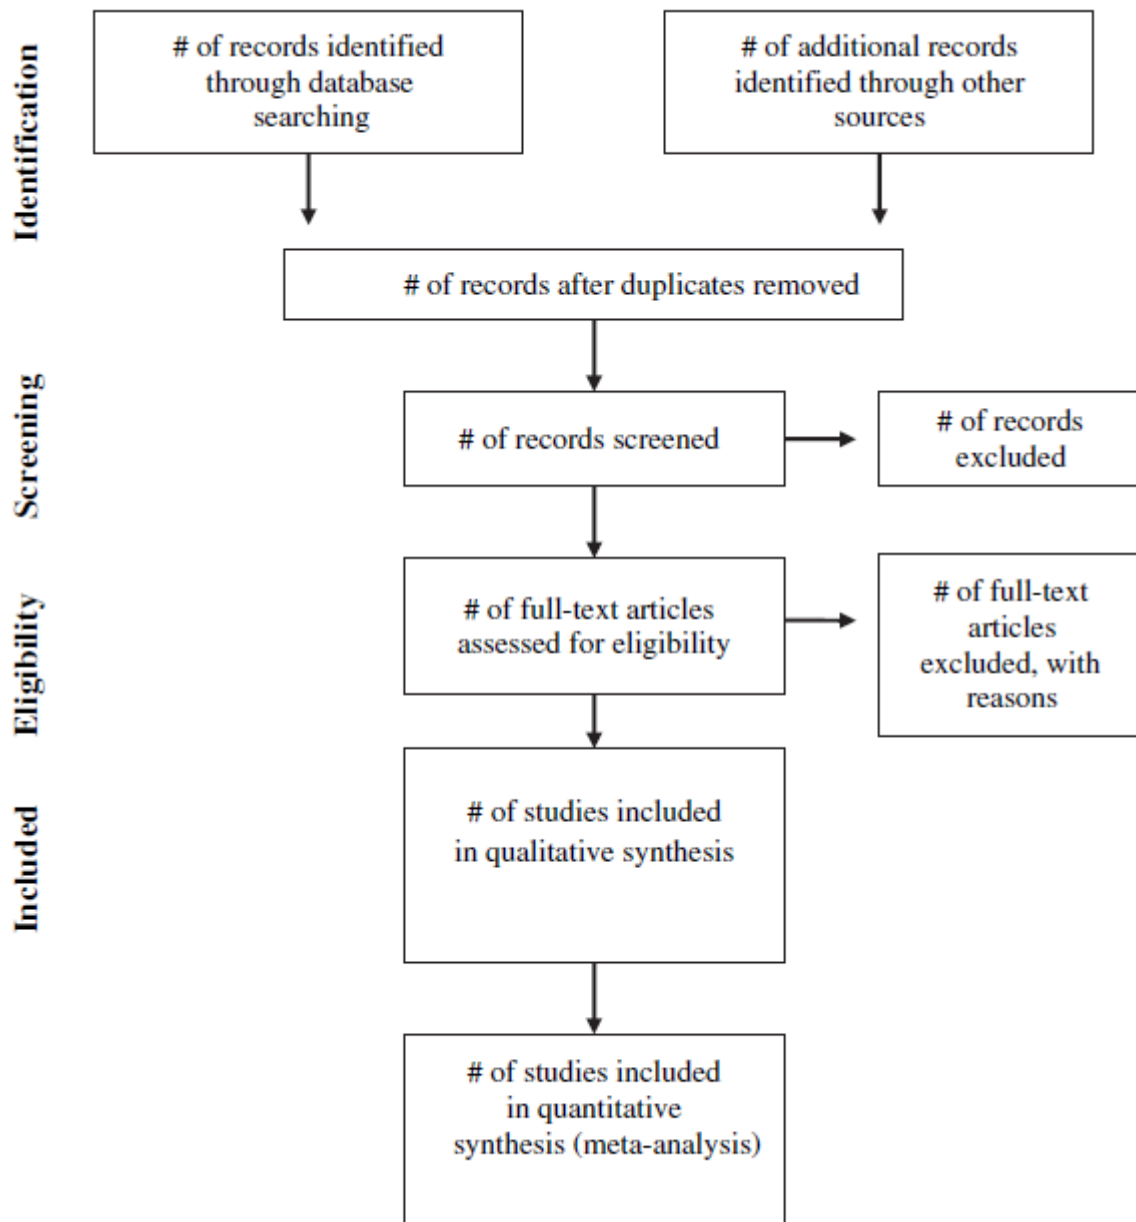 Identification
# of records identified
through database
searching
# of additional records
identified through other
sources
# of records after duplicates removed
Screening
# of records screened
# of records
excluded
Eligibility
# of full-text articles
assessed for eligibility
# of full-text
articles
excluded, with
reasons
Included
# of studies included
in qualitative synthesis
# of studies included
in quantitative
synthesis (meta-analysis)